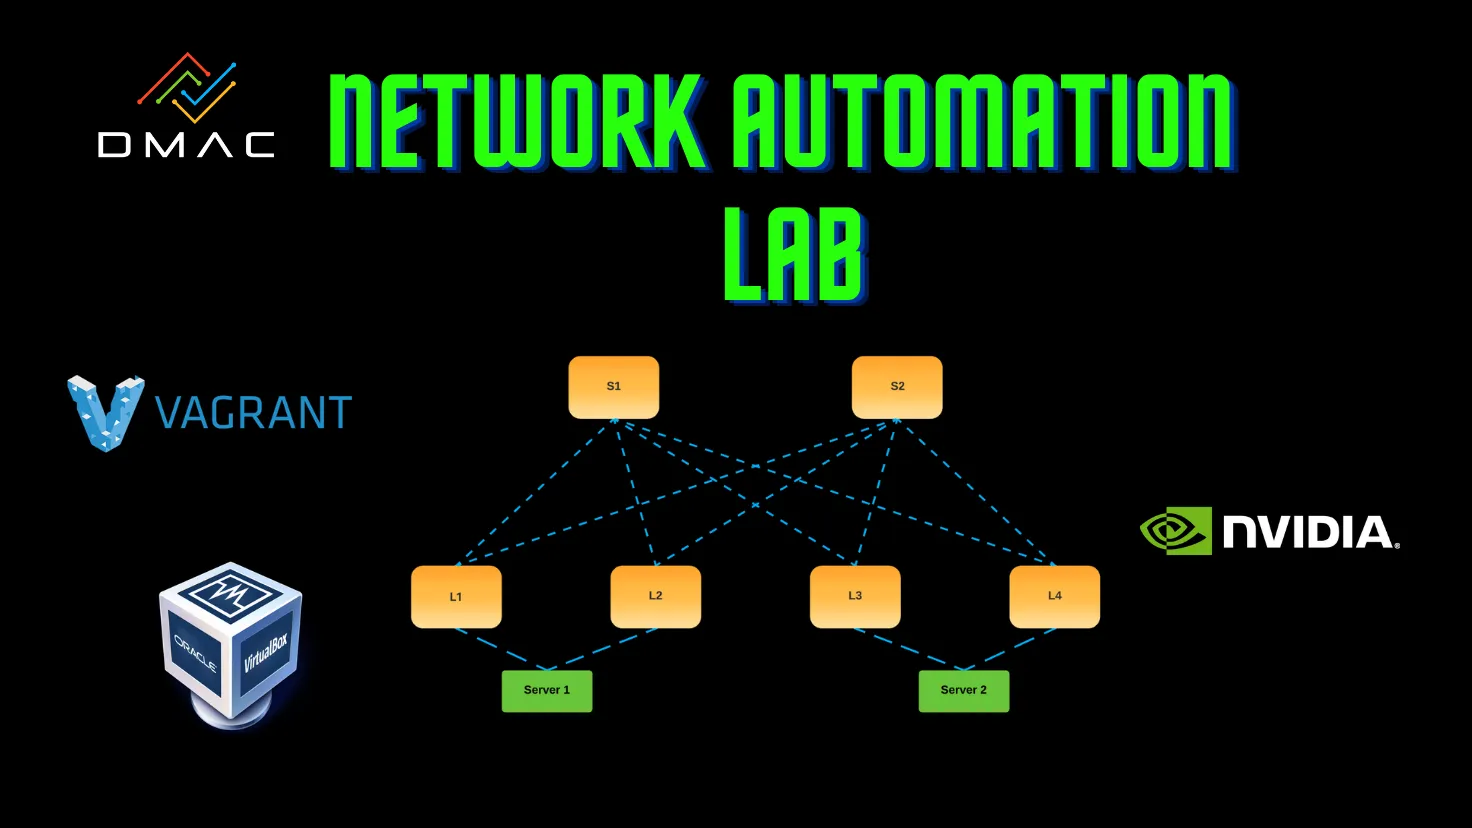 DMAC
NETWORK AUTOMATION
LAB
VAGRANT
S1
S2
NVIDIA®
L1
L2
L3
L4
ORACLE
VirtualBox
Server 1
Server 2